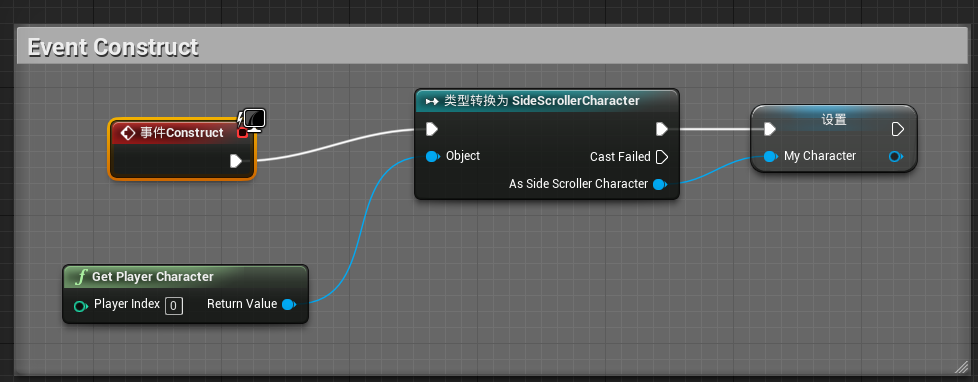 Event Construct
事件Construct
类型转换为 SideScrollerCharacter
Object
Cast Failed
As Side Scroller Character
设置
My Character
f Get Player Character
Player Index 0 Return Value